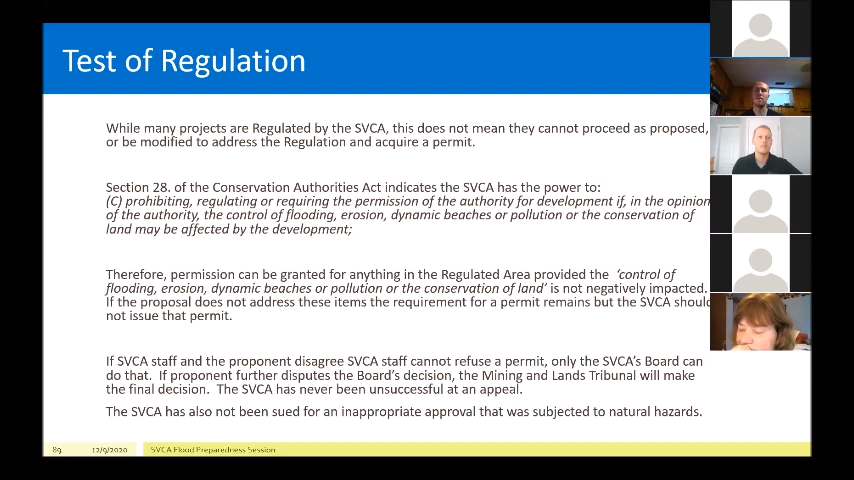 Test of Regulation
While many projects are Regulated by the SVCA, this does not mean they cannot proceed as proposed,
or be modified to address the Regulation and acquire a permit.
Section 28. of the Conservation Authorities Act indicates the SVCA has the power to:
(C) prohibiting, regulating or requiring the permission of the authority for development if, in the opinion
of the authority, the control of flooding, erosion, dynamic beaches or pollution or the conservation of
land may be affected by the development;
Therefore, permission can be granted for anything in the Regulated Area provided the ‘control of
flooding, erosion, dynamic beaches or pollution or the conservation of land’ is not negatively impacted.
If the proposal does not address these items the requirement for a permit remains but the SVCA should
not issue that permit.
If SVCA staff and the proponent disagree SVCA staff cannot refuse a permit, only the SVCA’s Board can
do that. If proponent further disputes the Board’s decision, the Mining and Lands Tribunal will make
the final decision. The SVCA has never been unsuccessful at an appeal.
The SVCA has also not been sued for an inappropriate approval that was subjected to natural hazards.
89 12/9/2020 SVCA Flood Preparedness Session